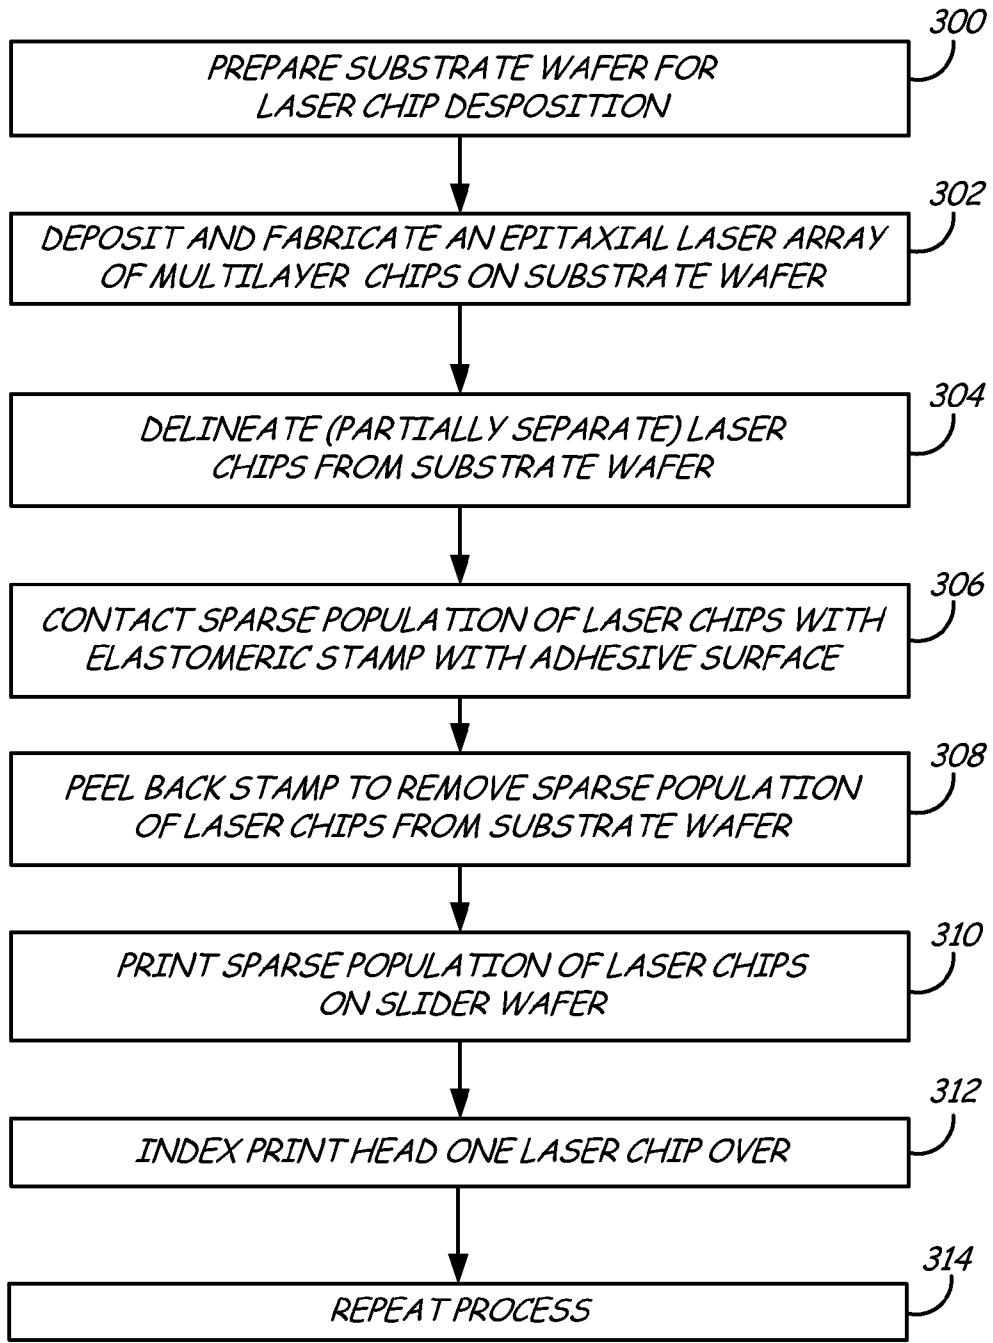 300
PREPARE SUBSTRATE WAFER FOR
LASER CHIP DESPOSITION
302
DEPOSIT AND FABRICATE AN EPITAXIAL LASER ARRAY
OF MULTILAYER CHIPS ON SUBSTRATE WAFER
304
DELINEATE (PARTIALLY SEPARATE) LASER
CHIPS FROM SUBSTRATE WAFER
306
CONTACT SPARSE POPULATION OF LASER CHIPS WITH
ELASTOMERIC STAMP WITH ADHESIVE SURFACE
308
PEEL BACK STAMP TO REMOVE SPARSE POPULATION
OF LASER CHIPS FROM SUBSTRATE WAFER
310
PRINT SPARSE POPULATION OF LASER CHIPS
ON SLIDER WAFER
312
INDEX PRINT HEAD ONE LASER CHIP OVER
314
REPEAT PROCESS